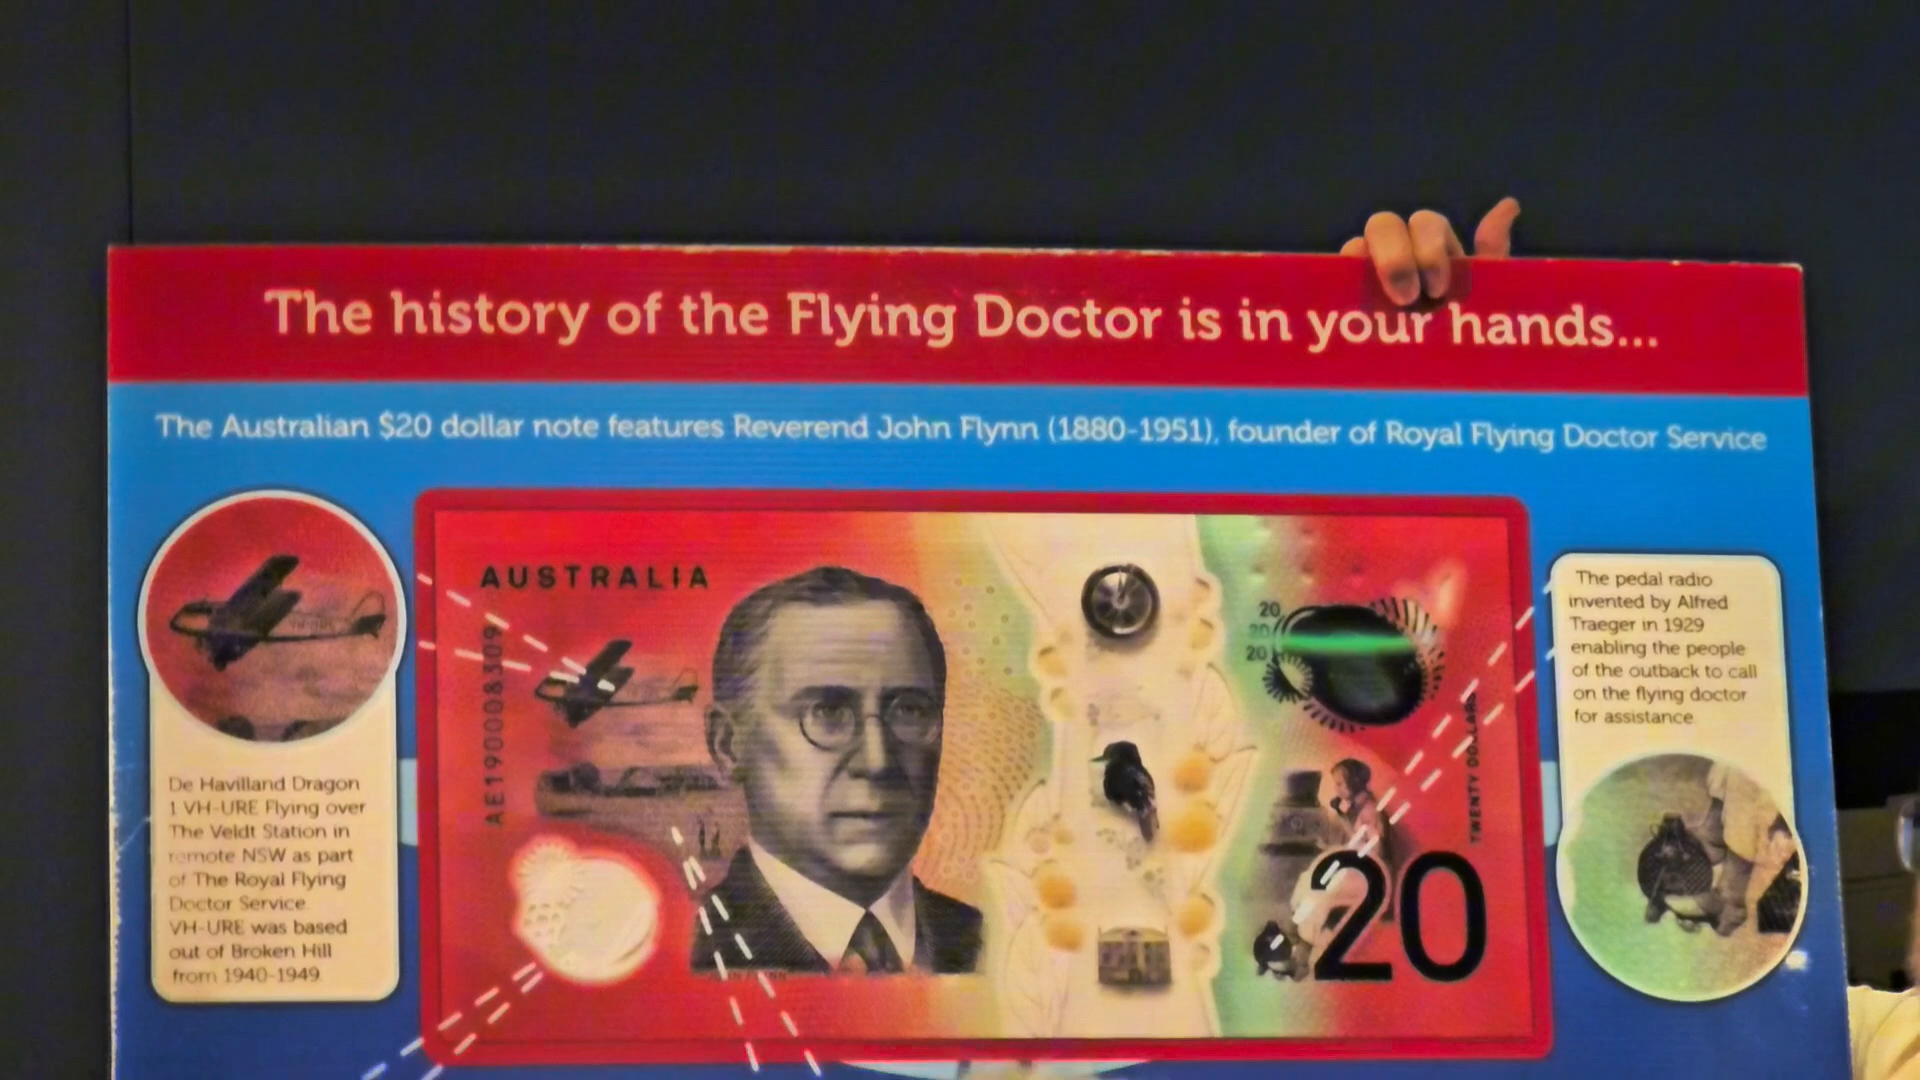 The history of the Flying Doctor is in your hands...
The Australian $20 dollar note features Reverend John Flynn (1880-1951), founder of Royal Flying Doctor Service
De Havilland Dragon
1 VH-URE Flying over
The Veldt Station in
remote NSW as part
of The Royal Flying
Doctor Service.
VH-URE was based
out of Broken Hill
from 1940-1949.
AUSTRALIA
AE190008309
20
20
20
TWENTY DOLLARS
20
The pedal radio
invented by Alfred
Traeger in 1929
enabling the people
of the outback to call
on the flying doctor
for assistance.